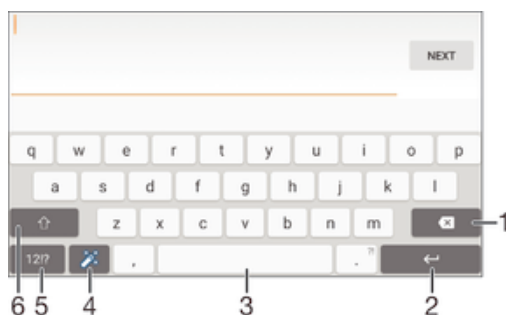 NEXT
q w e r t y u i o p
a s d f g h j k l
z x c v b n m 1
12!? , . ?!
6 5 4 3 2